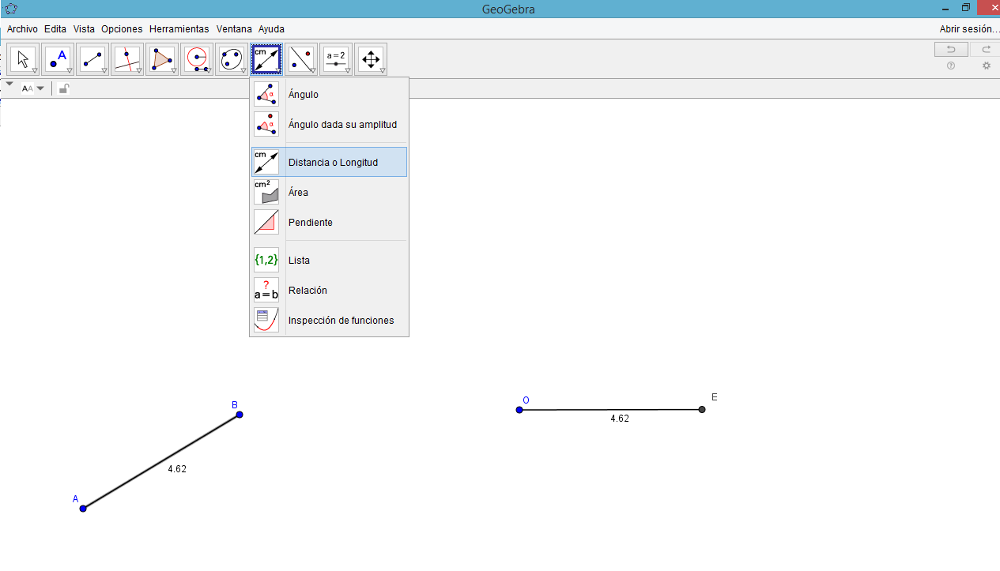 GeoGebra
Archivo Edita Vista Opciones Herramientas Ventana Ayuda Abrir sesión...
A cm a = 2
AA
α Ángulo
α Ángulo dada su amplitud
cm Distancia o Longitud
cm² Área
Pendiente
{1,2} Lista
? a = b Relación
Inspección de funciones
O E
4.62
B
4.62
A